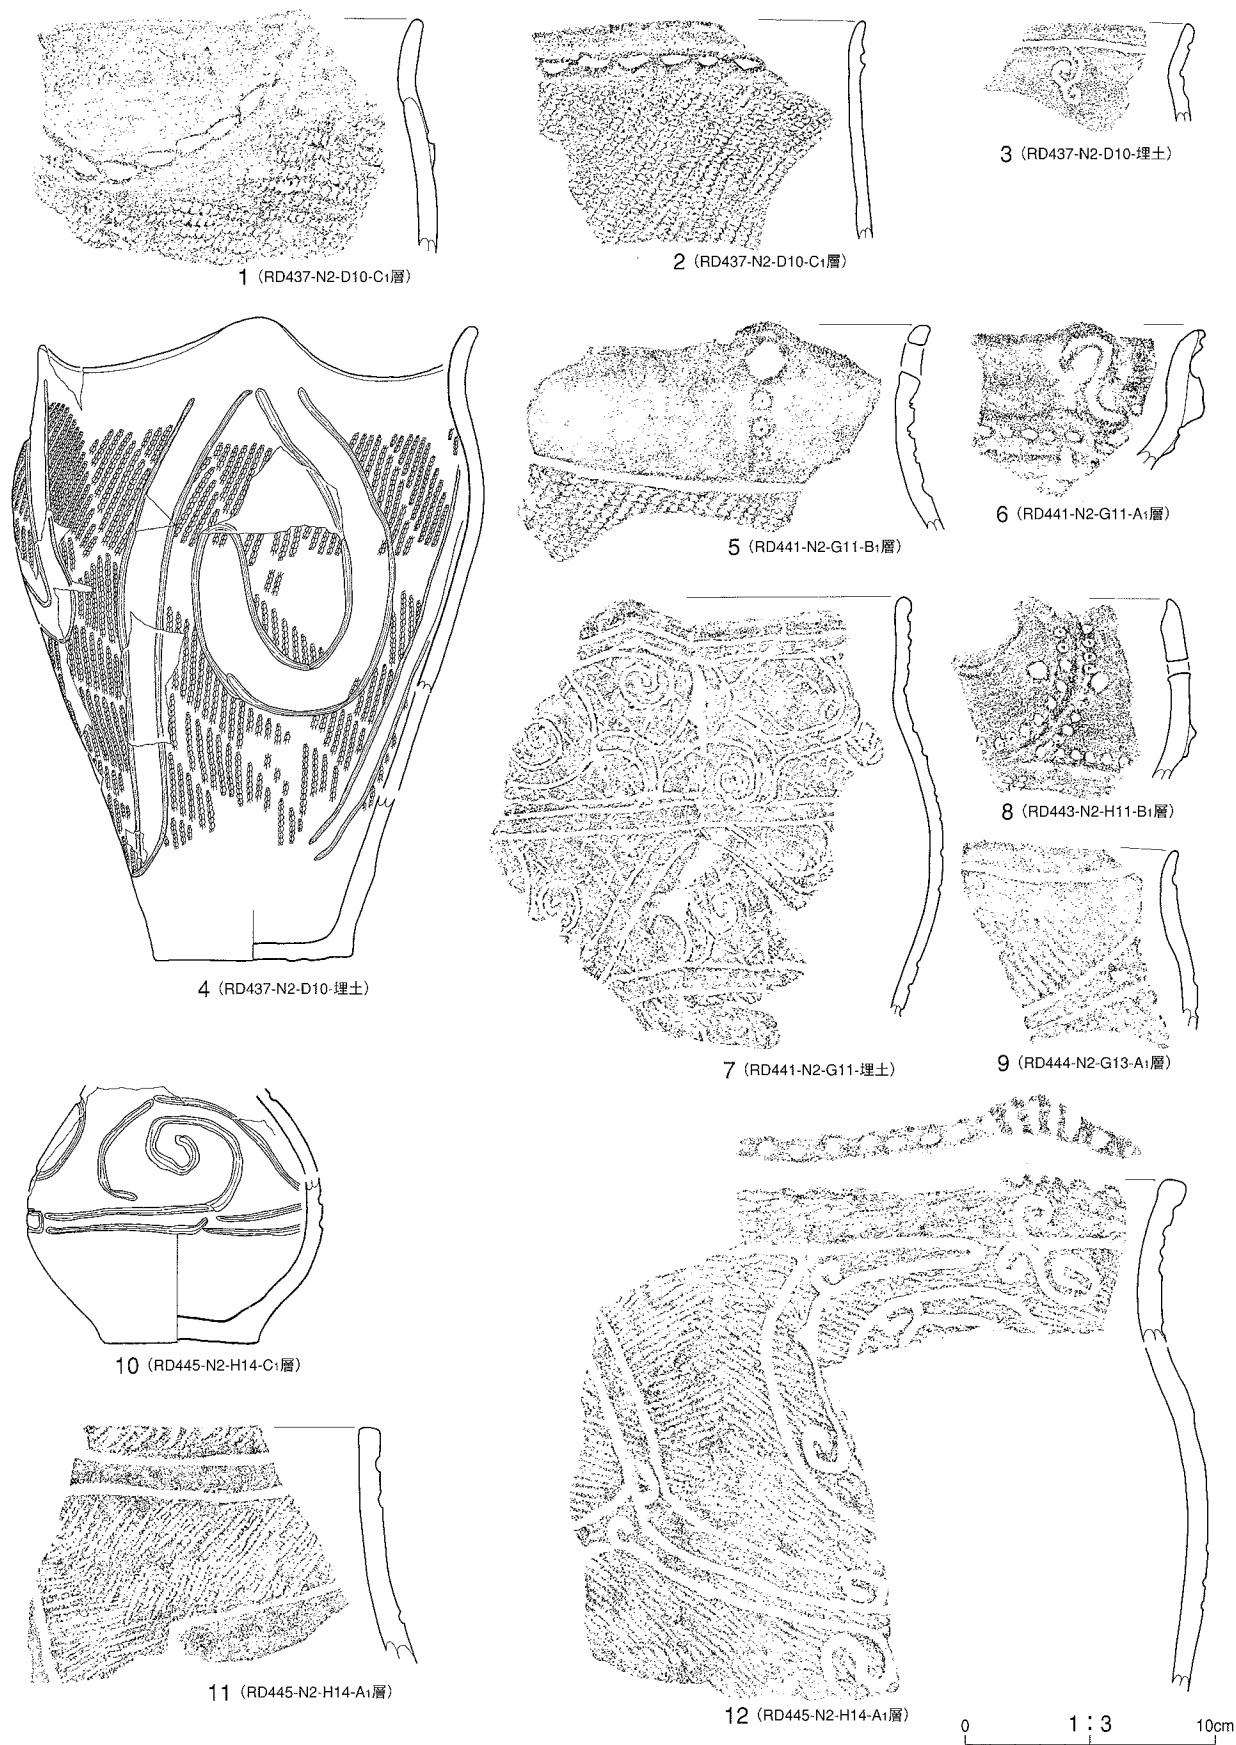 1（RD437-N2-D10-C₁層）
2（RD437-N2-D10-C₁層）
3（RD437-N2-D10-埋土）
4（RD437-N2-D10-埋土）
5（RD441-N2-G11-B₁層）
6（RD441-N2-G11-A₁層）
7（RD441-N2-G11-埋土）
8（RD443-N2-H11-B₁層）
9（RD444-N2-G13-A₁層）
10（RD445-N2-H14-C₁層）
11（RD445-N2-H14-A₁層）
12（RD445-N2-H14-A₁層）
0 1：3 10cm